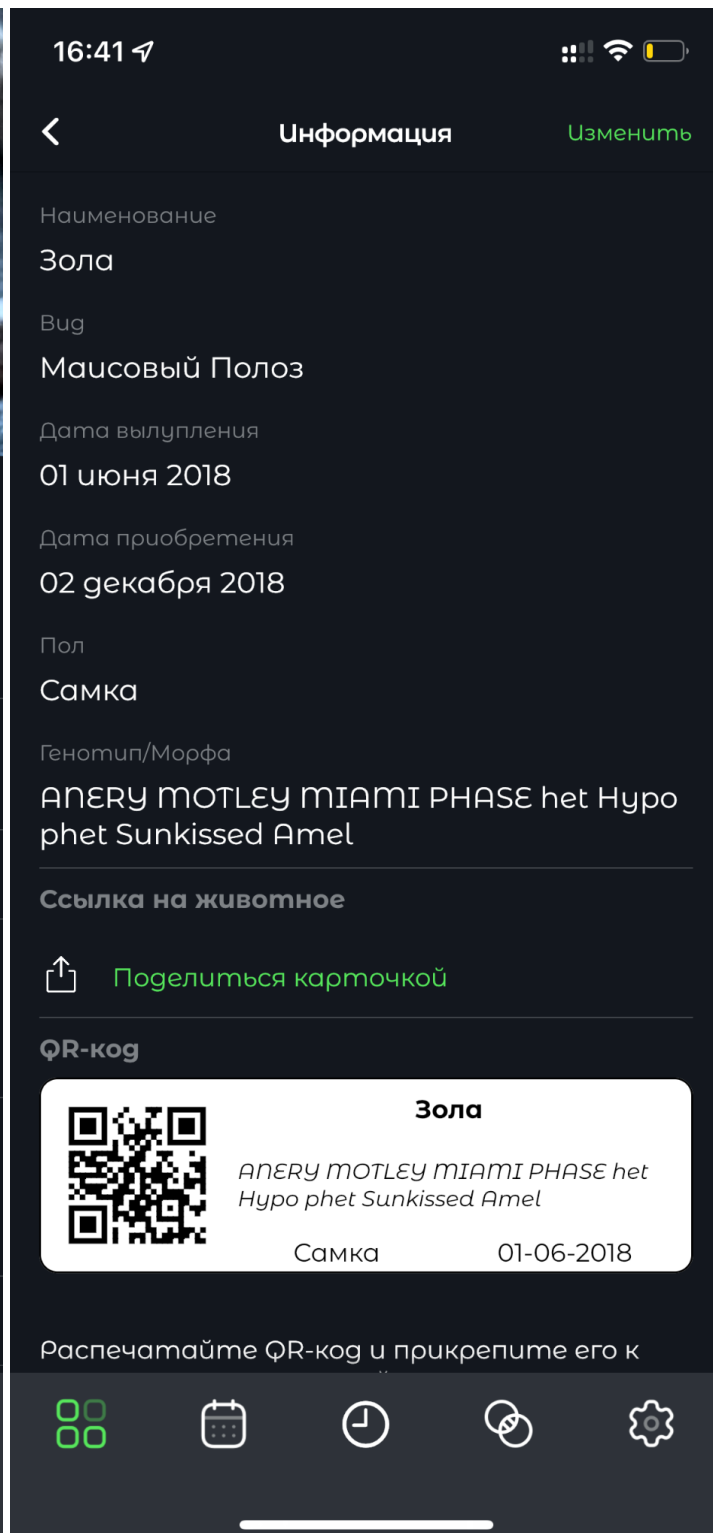 16:41
Информация
Изменить
Наименование
Зола
Вид
Маисовый Полоз
Дата вылупления
01 июня 2018
Дата приобретения
02 декабря 2018
Пол
Самка
Генотип/Морфа
ANERY MOTLEY MIAMI PHASE het Hypo
phet Sunkissed Amel
Ссылка на животное
Поделиться карточкой
QR-код
Зола
ANERY MOTLEY MIAMI PHASE het
Hypo phet Sunkissed Amel
Самка 01-06-2018
Распечатайте QR-код и прикрепите его к